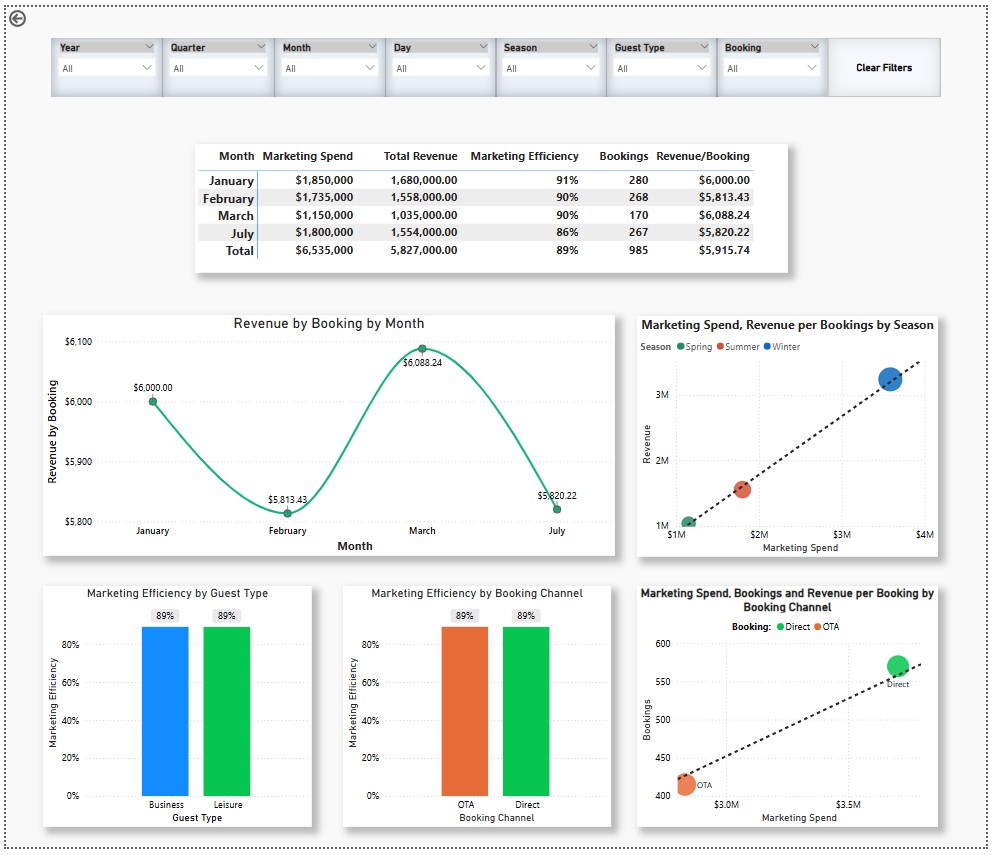 Year Quarter Month Day Season Guest Type Booking
All All All All All All All Clear Filters
Month Marketing Spend Total Revenue Marketing Efficiency Bookings Revenue/Booking
January $1,850,000 1,680,000.00 91% 280 $6,000.00
February $1,735,000 1,558,000.00 90% 268 $5,813.43
March $1,150,000 1,035,000.00 90% 170 $6,088.24
July $1,800,000 1,554,000.00 86% 267 $5,820.22
Total $6,535,000 5,827,000.00 89% 985 $5,915.74
Revenue by Booking by Month
Revenue by Booking
$6,100
$6,000
$5,900
$5,800
$6,000.00
$5,813.43
$6,088.24
$5,820.22
January February March July
Month
Marketing Spend, Revenue per Bookings by Season
Season Spring Summer Winter
Revenue
3M
2M
1M
$1M $2M $3M $4M
Marketing Spend
Marketing Efficiency by Guest Type
Marketing Efficiency
89% 89%
80%
60%
40%
20%
0%
Business Leisure
Guest Type
Marketing Efficiency by Booking Channel
Marketing Efficiency
89% 89%
80%
60%
40%
20%
0%
OTA Direct
Booking Channel
Marketing Spend, Bookings and Revenue per Booking by
Booking Channel
Booking: Direct OTA
Bookings
600
550
500
450
400
Direct
OTA
$3.0M $3.5M
Marketing Spend